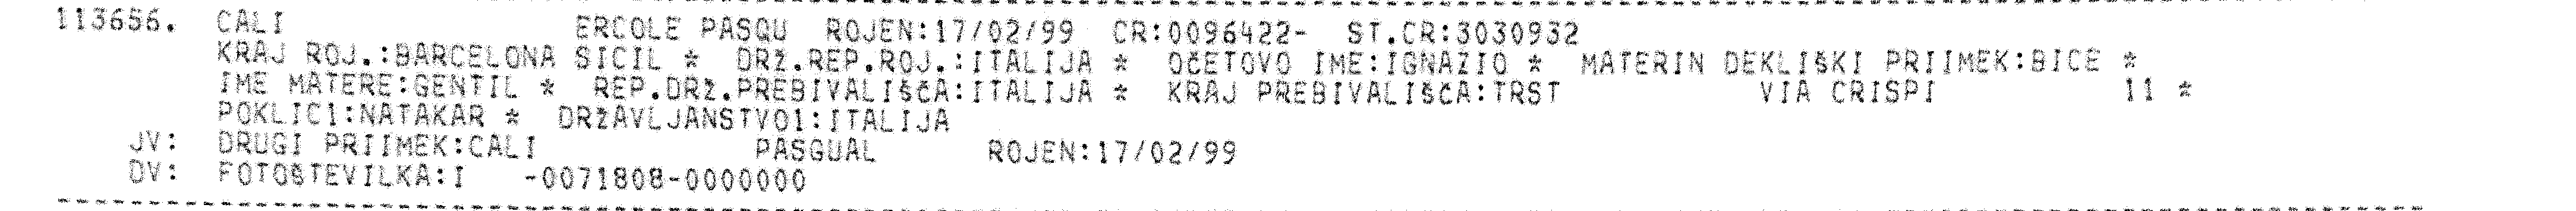 113656. CALI ERCOLE PASQU ROJEN:17/02/99 CR:0096422- ST.CR:3030932
KRAJ ROJ.:BARCELONA SICIL * DRŽ.REP.ROJ.:ITALIJA * OČETOVO IME:IGNAZIO * MATERIN DEKLIŠKI PRIIMEK:BICE *
IME MATERE:GENTIL * REP.DRŽ.PREBIVALIŠČA:ITALIJA * KRAJ PREBIVALIŠČA:TRST VIA CRISPI 11 *
POKLIC1:NATAKAR * DRŽAVLJANSTVO1:ITALIJA
JV: DRUGI PRIIMEK:CALI PASGUAL ROJEN:17/02/99
DV: FOTOŠTEVILKA:I -0071808-0000000